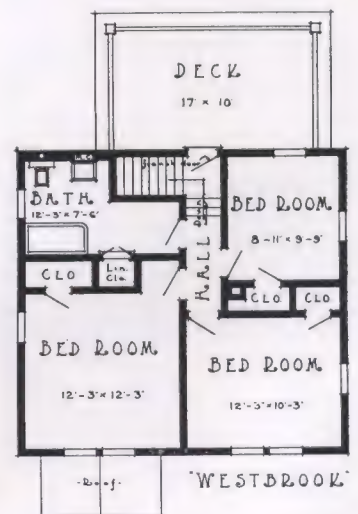 DECK
17' × 10'
BATH
12'-3" × 7'-6"
BED ROOM
8'-11" × 9'-9"
HALL
Down
CLO.
Lin.
Clo.
CLO.
CLO.
BED ROOM
12'-3" × 12'-3"
BED ROOM
12'-3" × 10'-3"
-Roof-
"WESTBROOK"